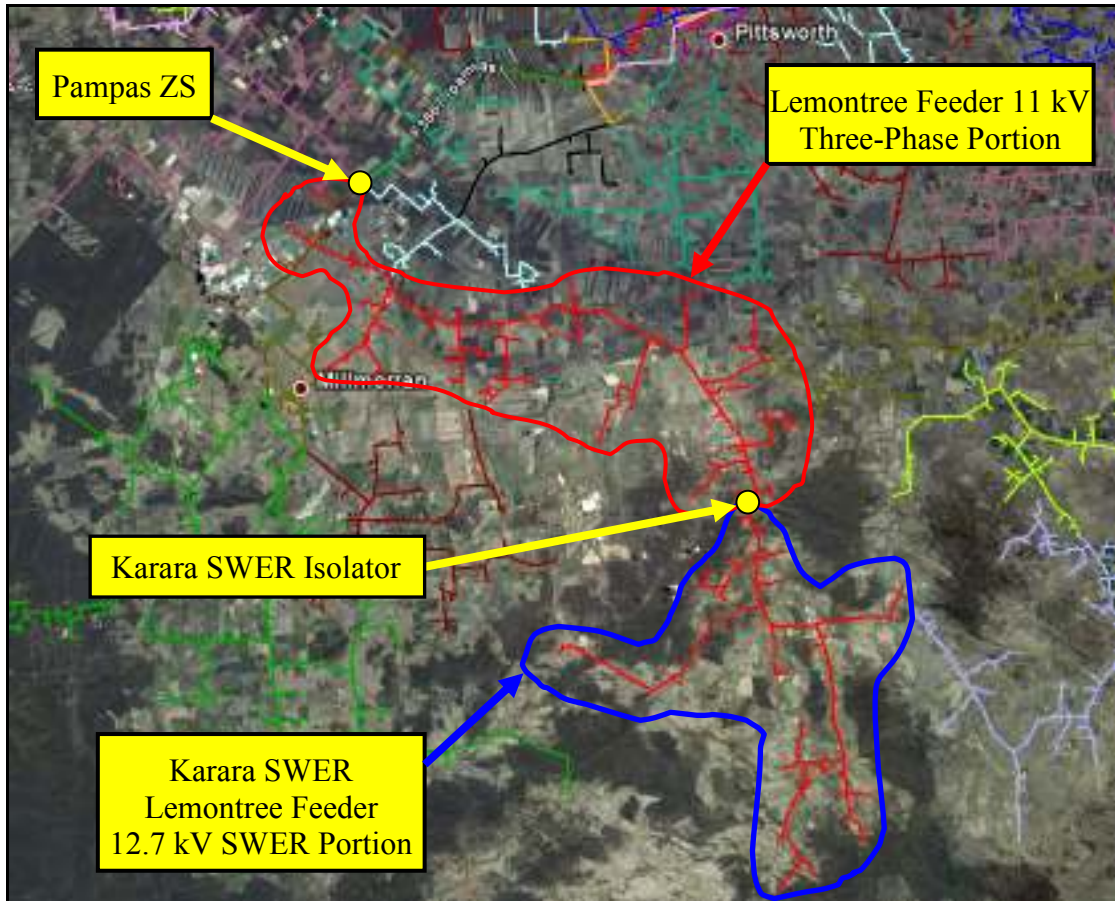 Pittsworth
Pampas ZS
Lemontree Feeder 11 kV
Three-Phase Portion
Karara SWER Isolator
Karara SWER
Lemontree Feeder
12.7 kV SWER Portion